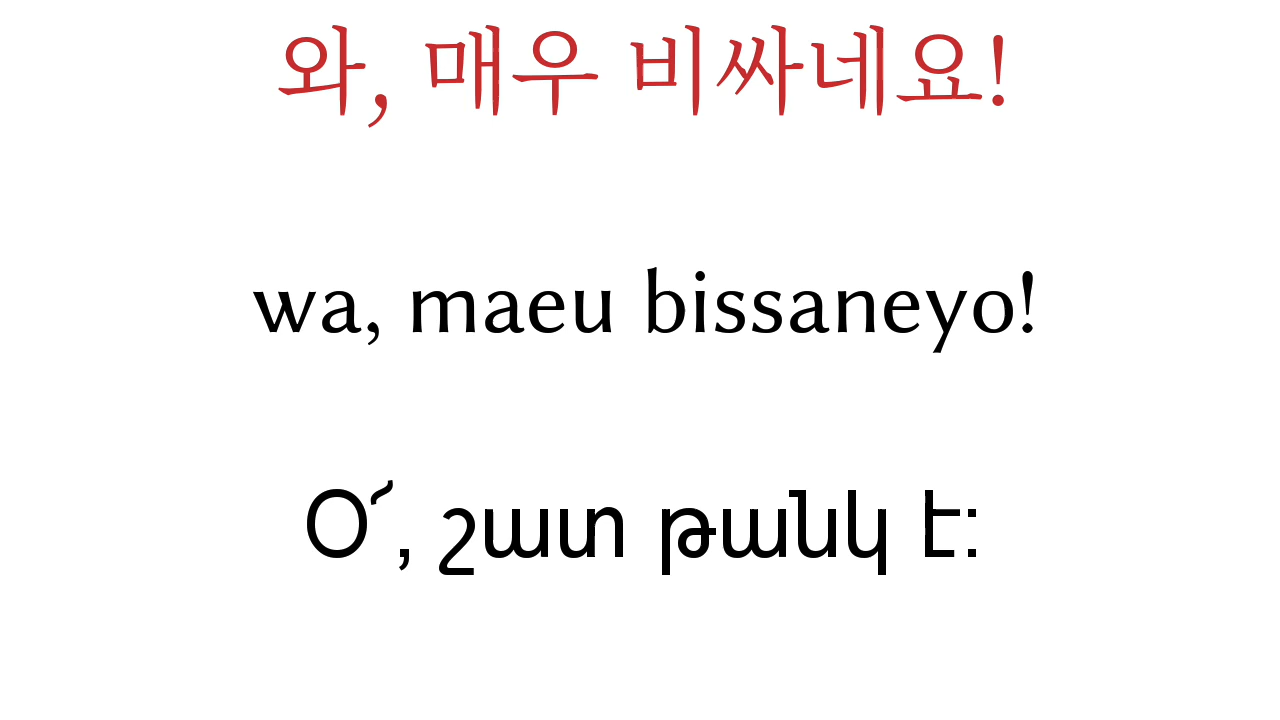 와, 매우 비싸네요!
wa, maeu bissaneyo!
Օ՜, շատ թանկ է: